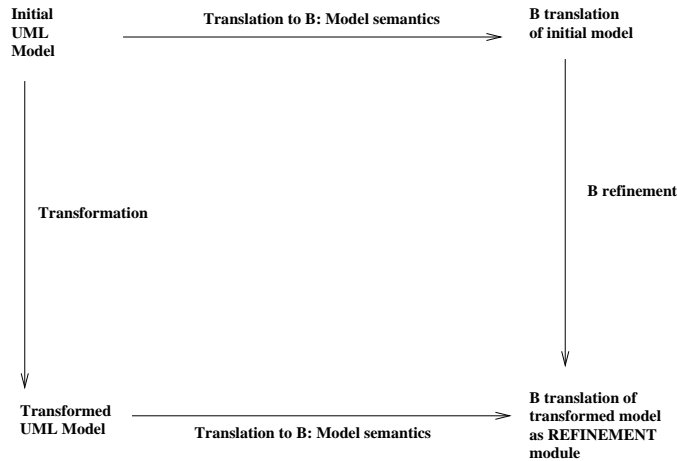 Initial
UML
Model
Translation to B: Model semantics
B translation
of initial model
Transformation
B refinement
Transformed
UML Model
Translation to B: Model semantics
B translation of
transformed model
as REFINEMENT
module